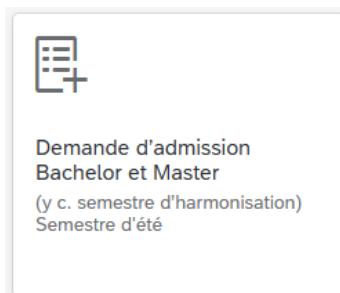 Demande d'admission
Bachelor et Master
(y c. semestre d'harmonisation)
Semestre d'été